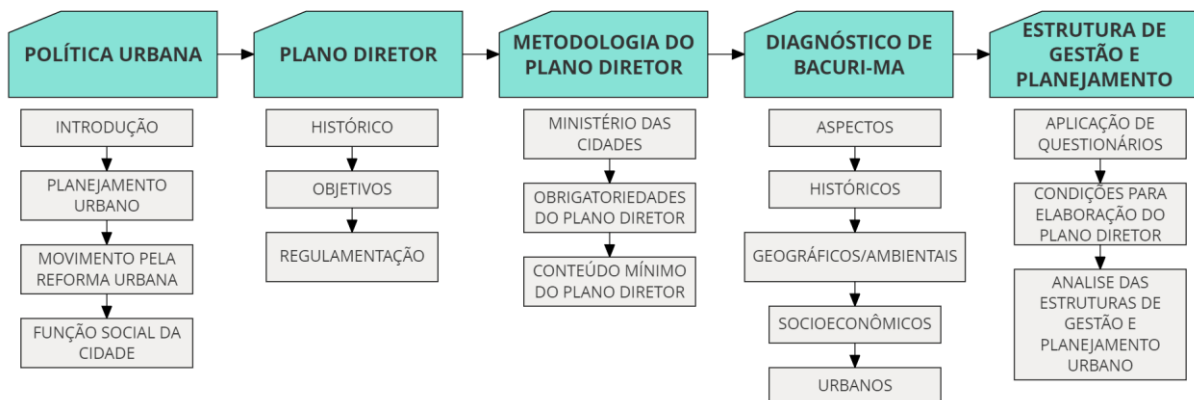 POLÍTICA URBANA
INTRODUÇÃO
PLANEJAMENTO
URBANO
MOVIMENTO PELA
REFORMA URBANA
FUNÇÃO SOCIAL DA
CIDADE
PLANO DIRETOR
HISTÓRICO
OBJETIVOS
REGULAMENTAÇÃO
METODOLOGIA DO
PLANO DIRETOR
MINISTÉRIO DAS
CIDADES
OBRIGATORIEDADES
DO PLANO DIRETOR
CONTEÚDO MÍNIMO
DO PLANO DIRETOR
DIAGNÓSTICO DE
BACURI-MA
ASPECTOS
HISTÓRICOS
GEOGRÁFICOS/AMBIENTAIS
SOCIOECONÔMICOS
URBANOS
ESTRUTURA DE
GESTÃO E
PLANEJAMENTO
APLICAÇÃO DE
QUESTIONÁRIOS
CONDIÇÕES PARA
ELABORAÇÃO DO
PLANO DIRETOR
ANALISE DAS
ESTRUTURAS DE
GESTÃO E
PLANEJAMENTO
URBANO